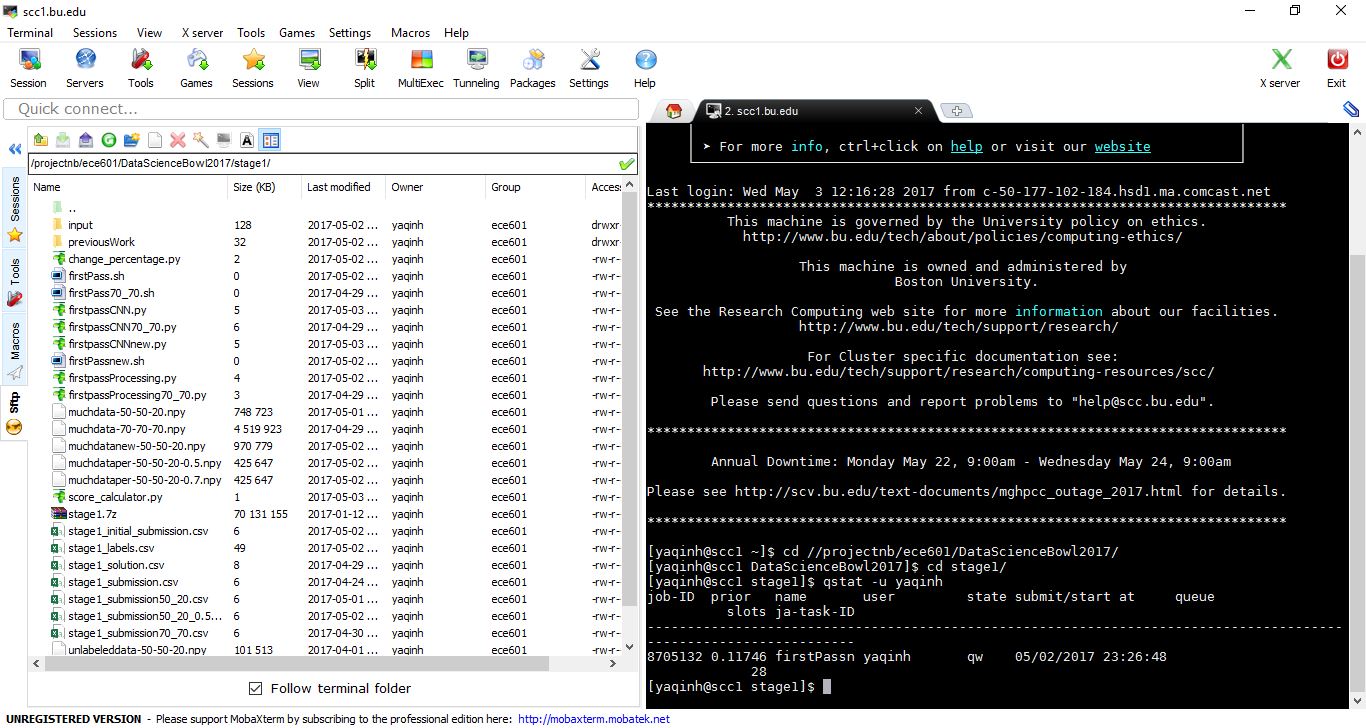 scc1.bu.edu
Terminal Sessions View X server Tools Games Settings Macros Help
Session Servers Tools Games Sessions View Split MultiExec Tunneling Packages Settings Help X server Exit
Quick connect...
2. scc1.bu.edu
/projectnb/ece601/DataScienceBowl2017/stage1/
Sessions
Tools
Macros
Sftp
Name Size (KB) Last modified Owner Group Access
..
input 128 2017-05-02 ... yaqinh ece601 drwxr-
previousWork 32 2017-05-02 ... yaqinh ece601 drwxr-
change_percentage.py 2 2017-05-02 ... yaqinh ece601 -rw-r--
firstPass.sh 0 2017-05-02 ... yaqinh ece601 -rw-r--
firstPass70_70.sh 0 2017-04-29 ... yaqinh ece601 -rw-r--
firstpassCNN.py 5 2017-05-03 ... yaqinh ece601 -rw-r--
firstpassCNN70_70.py 6 2017-04-29 ... yaqinh ece601 -rw-r--
firstpassCNNnew.py 5 2017-05-03 ... yaqinh ece601 -rw-r--
firstPassnew.sh 0 2017-05-02 ... yaqinh ece601 -rw-r--
firstpassProcessing.py 4 2017-05-02 ... yaqinh ece601 -rw-r--
firstpassProcessing70_70.py 3 2017-04-29 ... yaqinh ece601 -rw-r--
muchdata-50-50-20.npy 748 723 2017-05-01 ... yaqinh ece601 -rw-r--
muchdata-70-70-70.npy 4 519 923 2017-04-29 ... yaqinh ece601 -rw-r--
muchdatanew-50-50-20.npy 970 779 2017-05-02 ... yaqinh ece601 -rw-r--
muchdataper-50-50-20-0.5.npy 425 647 2017-05-02 ... yaqinh ece601 -rw-r--
muchdataper-50-50-20-0.7.npy 425 647 2017-05-02 ... yaqinh ece601 -rw-r--
score_calculator.py 1 2017-05-03 ... yaqinh ece601 -rw-r--
stage1.7z 70 131 155 2017-01-12 ... yaqinh ece601 -rw-r--
stage1_initial_submission.csv 6 2017-05-02 ... yaqinh ece601 -rw-r--
stage1_labels.csv 49 2017-05-02 ... yaqinh ece601 -rw-r--
stage1_solution.csv 8 2017-04-29 ... yaqinh ece601 -rw-r--
stage1_submission.csv 6 2017-04-24 ... yaqinh ece601 -rw-r--
stage1_submission50_20.csv 6 2017-05-01 ... yaqinh ece601 -rw-r--
stage1_submission50_20_0.5... 6 2017-05-02 ... yaqinh ece601 -rw-r--
stage1_submission70_70.csv 6 2017-04-30 ... yaqinh ece601 -rw-r--
unlabeleddata-50-50-20.npy 101 513 2017-04-01 ... yaqinh ece601 -rw-r--
Follow terminal folder
➤ For more info, ctrl+click on help or visit our website
Last login: Wed May  3 12:16:28 2017 from c-50-177-102-184.hsd1.ma.comcast.net
********************************************************************************
This machine is governed by the University policy on ethics.
http://www.bu.edu/tech/about/policies/computing-ethics/
This machine is owned and administered by
Boston University.
See the Research Computing web site for more information about our facilities.
http://www.bu.edu/tech/support/research/
For Cluster specific documentation see:
http://www.bu.edu/tech/support/research/computing-resources/scc/
Please send questions and report problems to "help@scc.bu.edu".
********************************************************************************
Annual Downtime: Monday May 22, 9:00am - Wednesday May 24, 9:00am
Please see http://scv.bu.edu/text-documents/mghpcc_outage_2017.html for details.
********************************************************************************
[yaqinh@scc1 ~]$ cd //projectnb/ece601/DataScienceBowl2017/
[yaqinh@scc1 DataScienceBowl2017]$ cd stage1/
[yaqinh@scc1 stage1]$ qstat -u yaqinh
job-ID  prior   name       user         state submit/start at     queue
slots ja-task-ID
---------------------------------------------------------------------------------------
--------------------------
8705132 0.11746 firstPassn yaqinh       qw    05/02/2017 23:26:48
28
[yaqinh@scc1 stage1]$
UNREGISTERED VERSION - Please support MobaXterm by subscribing to the professional edition here: http://mobaxterm.mobatek.net